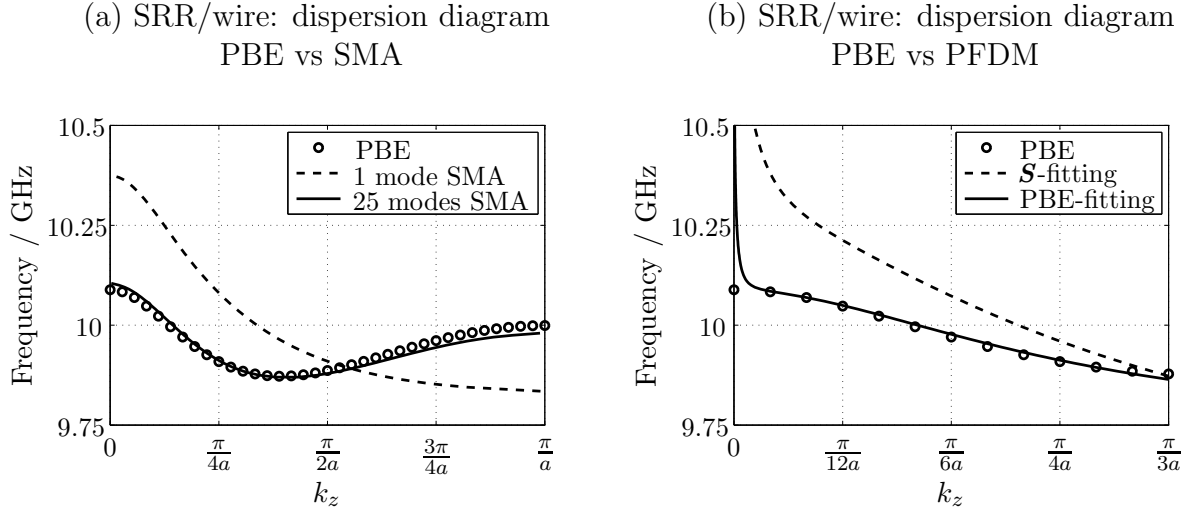 (a) SRR/wire: dispersion diagram
PBE vs SMA
10.5
10.25
10
9.75
Frequency / GHz
PBE
1 mode SMA
25 modes SMA
0
π/4a
π/2a
3π/4a
π/a
k_z
(b) SRR/wire: dispersion diagram
PBE vs PFDM
10.5
10.25
10
9.75
Frequency / GHz
PBE
S-fitting
PBE-fitting
0
π/12a
π/6a
π/4a
π/3a
k_z